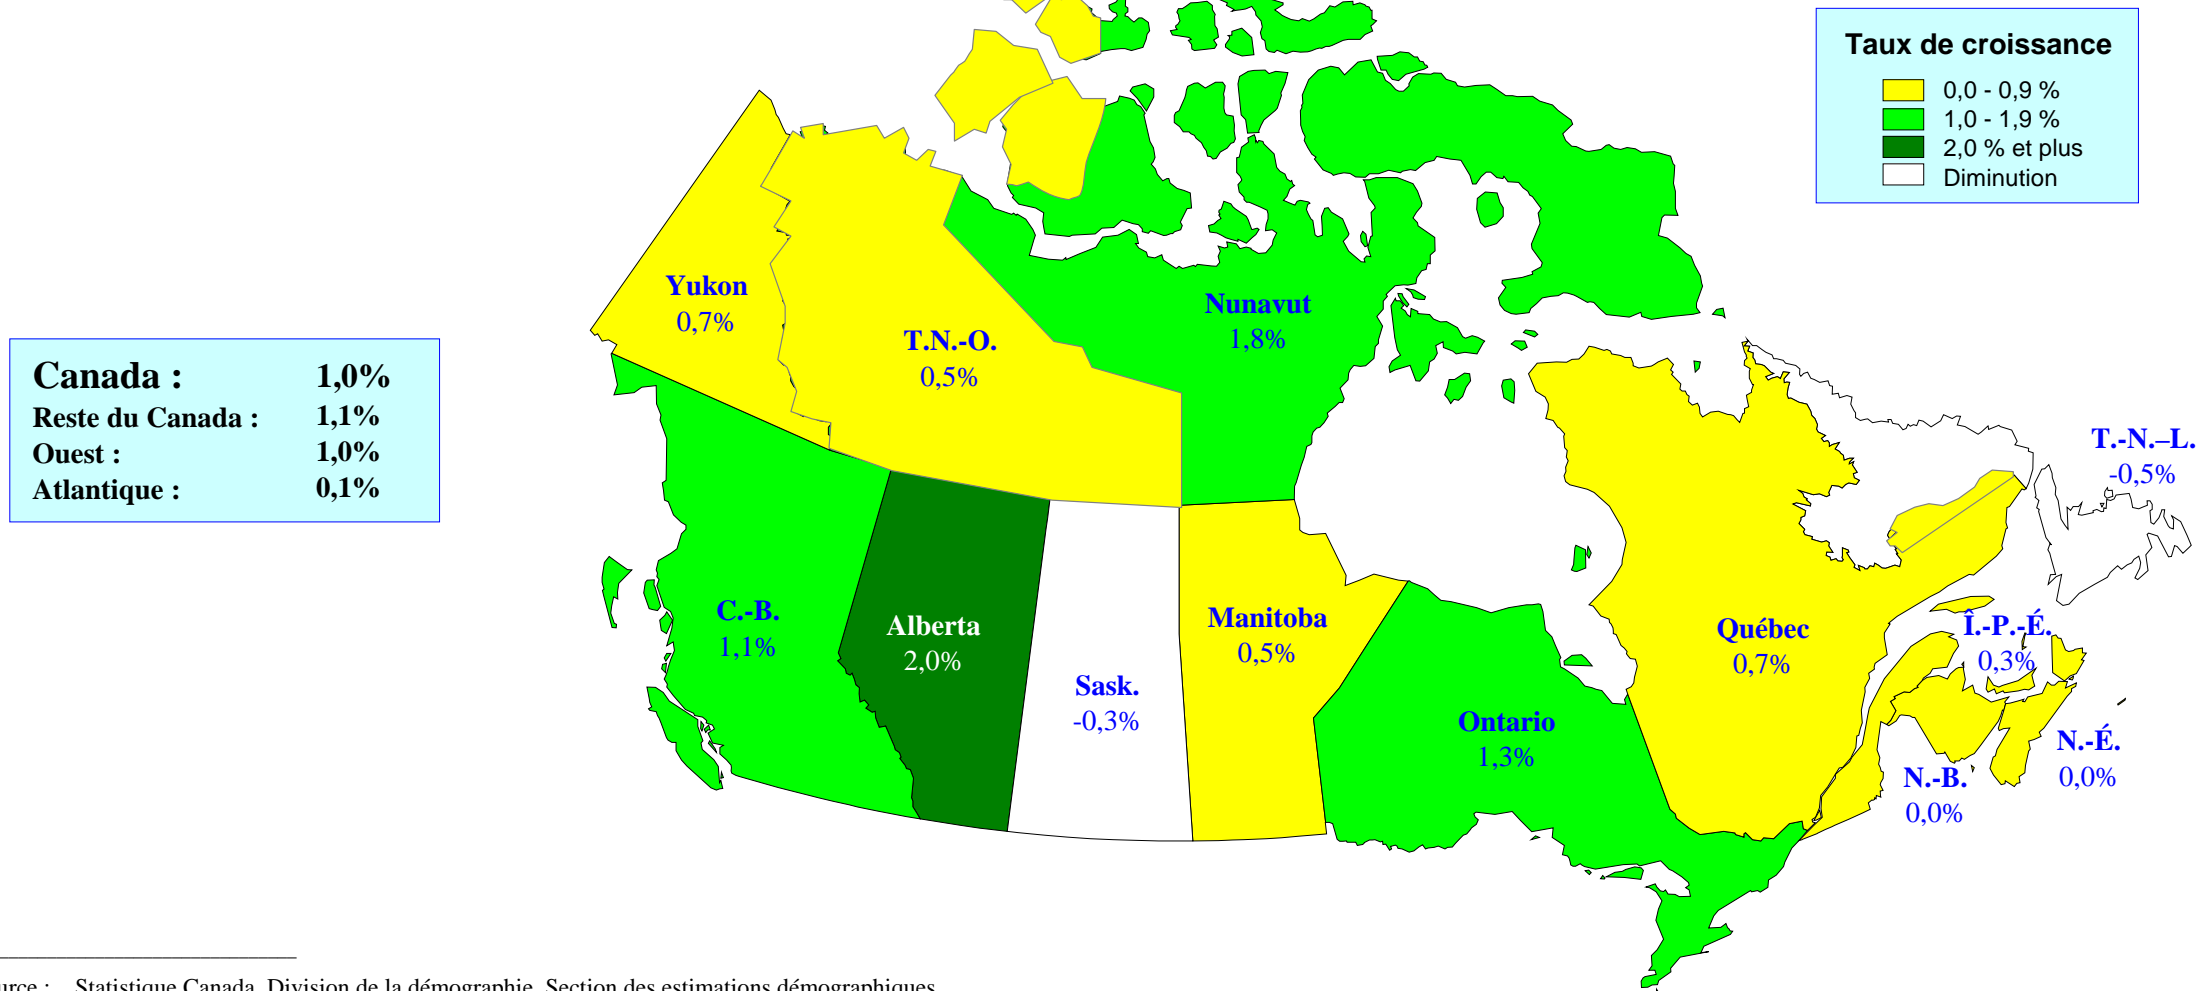 Taux de croissance
0,0 - 0,9 %
1,0 - 1,9 %
2,0 % et plus
Diminution
Yukon
0,7%
T.N.-O.
0,5%
Nunavut
1,8%
Canada : 1,0%
Reste du Canada : 1,1%
Ouest : 1,0%
Atlantique : 0,1%
T.-N.–L.
-0,5%
C.-B.
1,1%
Alberta
2,0%
Sask.
-0,3%
Manitoba
0,5%
Ontario
1,3%
Québec
0,7%
Î.-P.-É.
0,3%
N.-É.
0,0%
N.-B.
0,0%
urce : Statistique Canada, Division de la démographie, Section des estimations démographiques